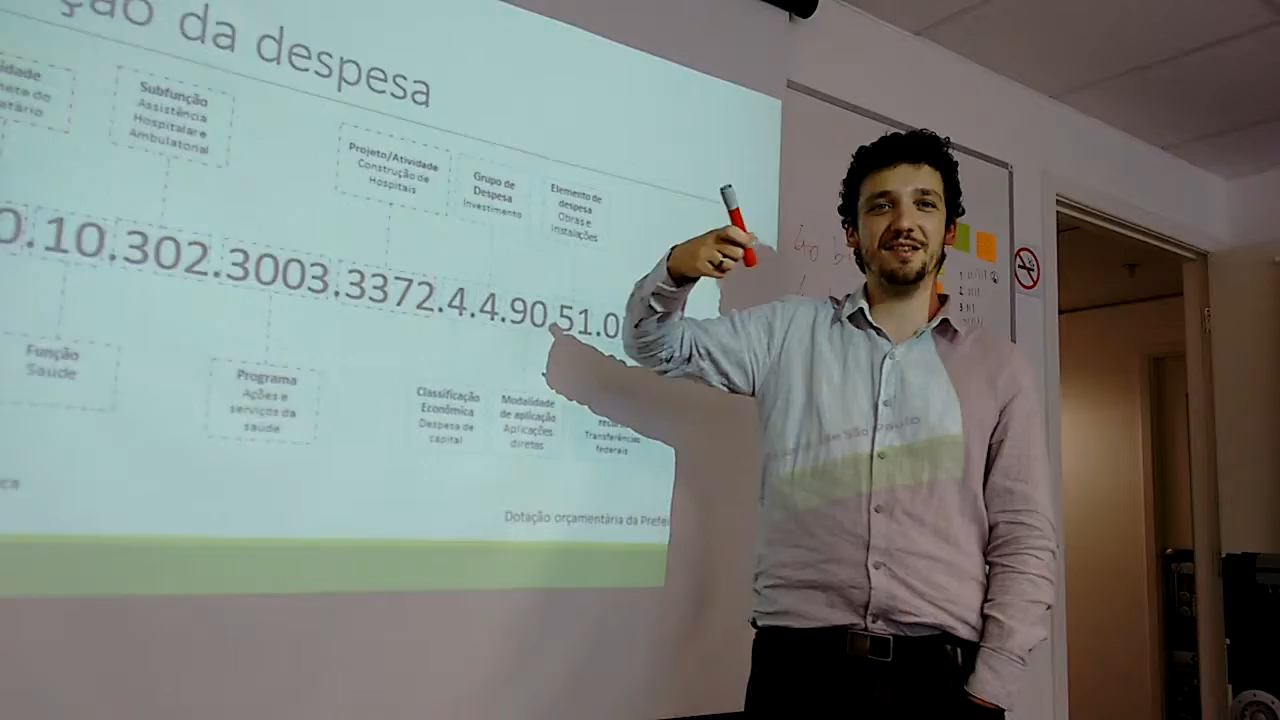 ção da despesa
Subfunção
Assistência
Hospitalar e
Ambulatorial
Projeto/Atividade
Construção de
Hospitais
Grupo de
Despesa
Investimento
Elemento de
despesa
Obras e
instalações
0.10.302.3003.3372.4.4.90.51.0
Função
Saúde
Programa
Ações e
serviços da
saúde
Classificação
Econômica
Despesa de
capital
Modalidade
de aplicação
Aplicações
diretas
Transferências
federais
Dotação orçamentária da Prefei